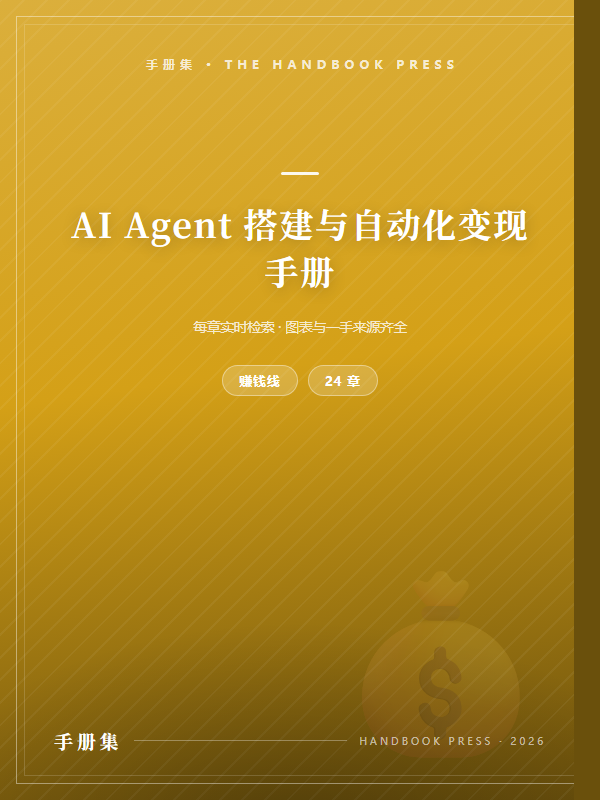 手册集 • THE HANDBOOK PRESS
AI Agent 搭建与自动化变现
手册
每章实时检索 · 图表与一手来源齐全
赚钱线 24 章
$
手册集 HANDBOOK PRESS · 2026